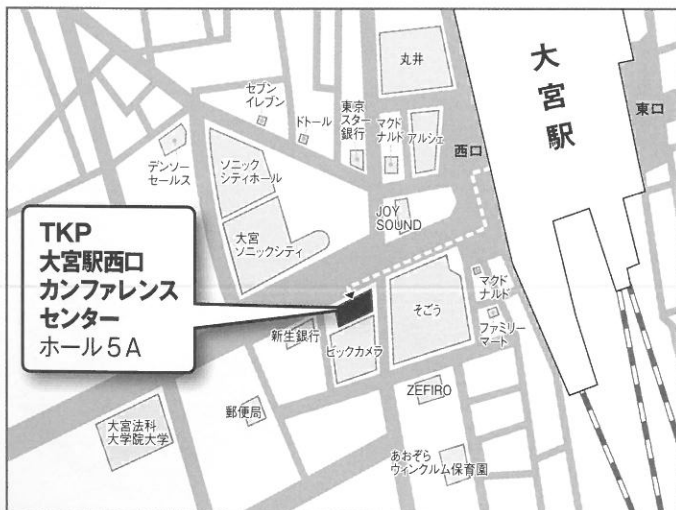 丸井
大宮駅
東口
セブン
イレブン
ドトール
東京
スター
銀行
マク
ドナルド
アルシェ
西口
デンソー
セールス
ソニック
シティホール
JOY
SOUND
大宮
ソニックシティ
TKP
大宮駅西口
カンファレンス
センター
ホール5A
そごう
マクド
ナルド
ファミリー
マート
新生銀行
ビックカメラ
ZEFIRO
郵便局
大宮法科
大学院大学
あおぞら
ウィンクルム保育園